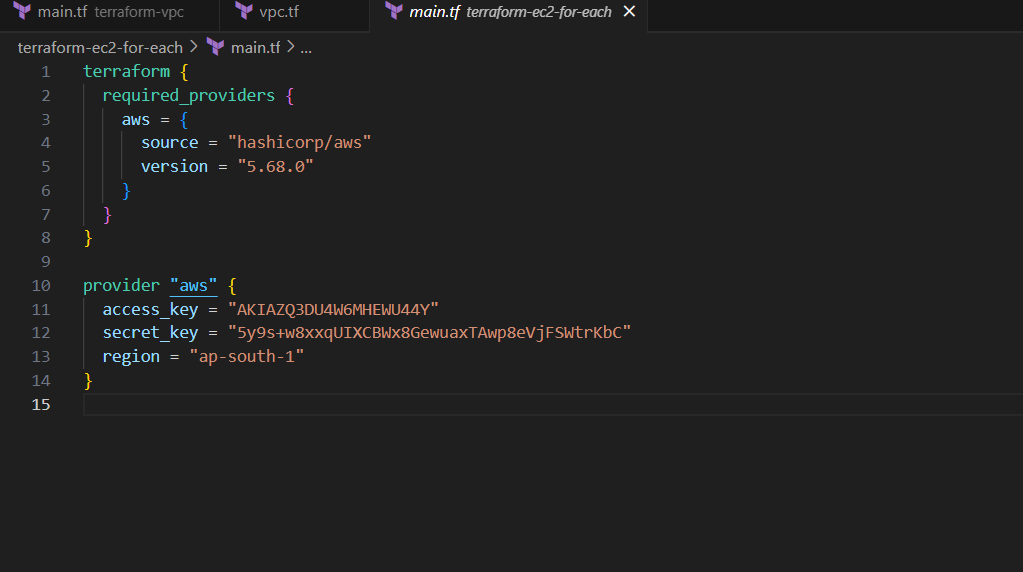 main.tf terraform-vpc
vpc.tf
main.tf terraform-ec2-for-each
terraform-ec2-for-each > main.tf > ...
1 terraform {
2 required_providers {
3 aws = {
4 source = "hashicorp/aws"
5 version = "5.68.0"
6 }
7 }
8 }
9
10 provider "aws" {
11 access_key = "AKIAZQ3DU4W6MHEWU44Y"
12 secret_key = "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"
13 region = "ap-south-1"
14 }
15